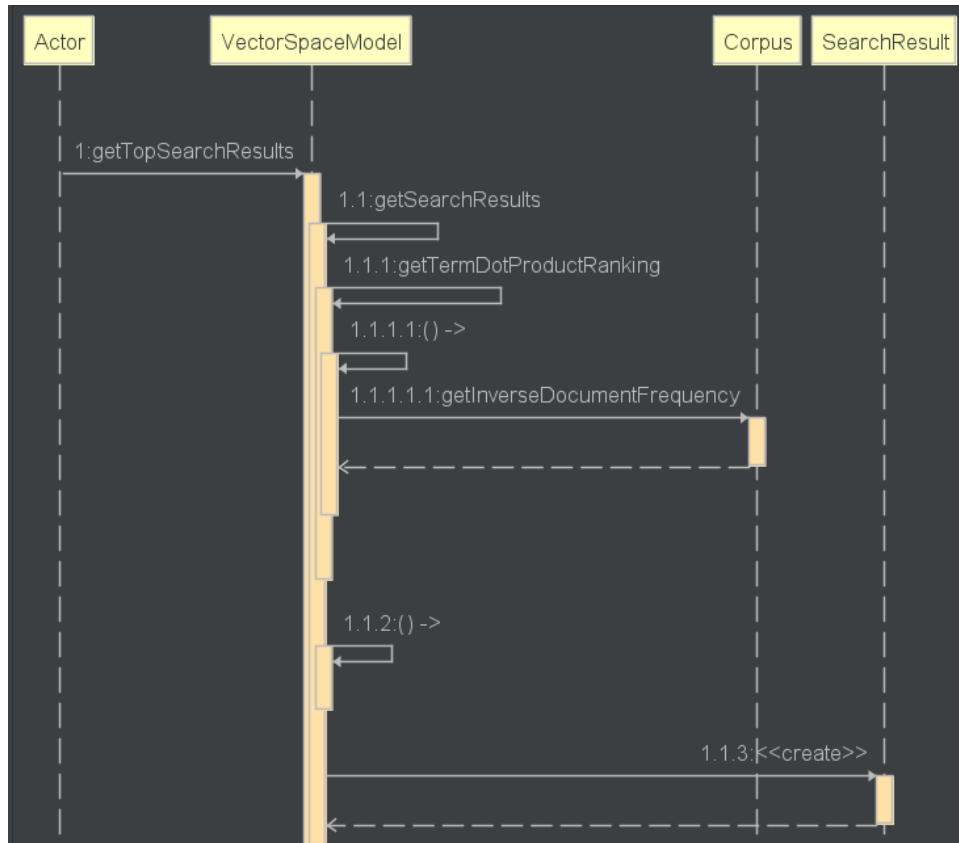 Actor
VectorSpaceModel
Corpus
SearchResult
1:getTopSearchResults
1.1:getSearchResults
1.1.1:getTermDotProductRanking
1.1.1.1:() ->
1.1.1.1.1:getInverseDocumentFrequency
1.1.2:() ->
1.1.3:<<create>>